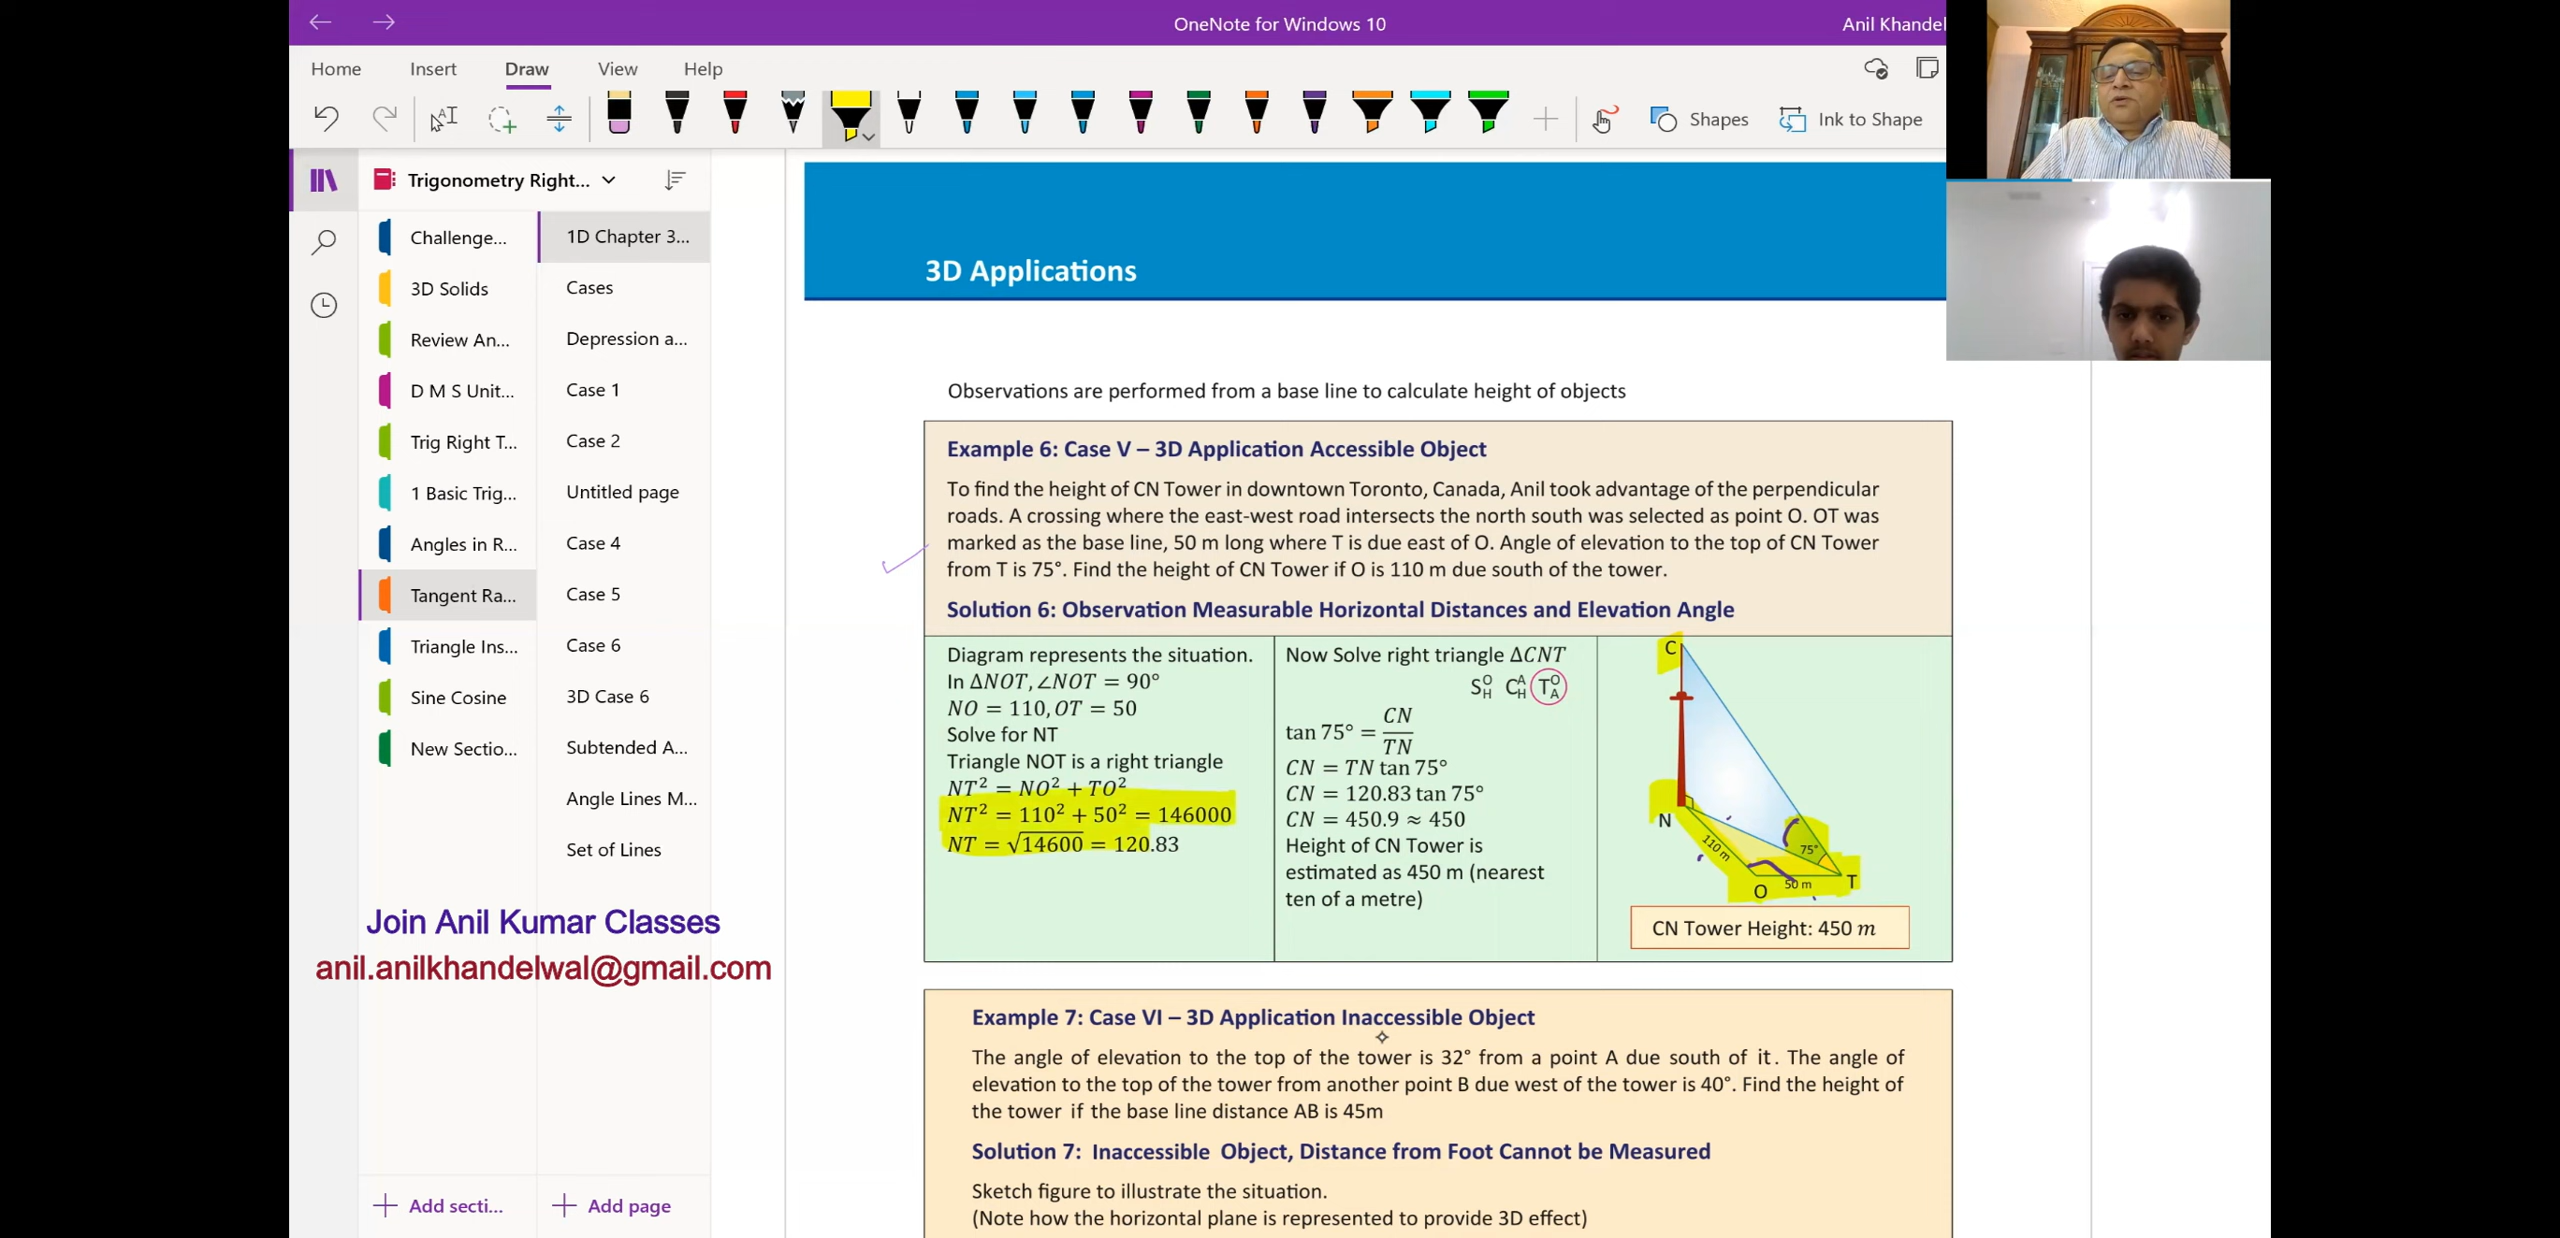 OneNote for Windows 10
Anil Khandel
Home Insert Draw View Help
Shapes Ink to Shape
Trigonometry Right...
Challenge...
3D Solids
Review An...
D M S Unit...
Trig Right T...
1 Basic Trig...
Angles in R...
Tangent Ra...
Triangle Ins...
Sine Cosine
New Sectio...
1D Chapter 3...
Cases
Depression a...
Case 1
Case 2
Untitled page
Case 4
Case 5
Case 6
3D Case 6
Subtended A...
Angle Lines M...
Set of Lines
Join Anil Kumar Classes
anil.anilkhandelwal@gmail.com
Add secti...
Add page
3D Applications
Observations are performed from a base line to calculate height of objects
Example 6: Case V – 3D Application Accessible Object
To find the height of CN Tower in downtown Toronto, Canada, Anil took advantage of the perpendicular
roads. A crossing where the east-west road intersects the north south was selected as point O. OT was
marked as the base line, 50 m long where T is due east of O. Angle of elevation to the top of CN Tower
from T is 75°. Find the height of CN Tower if O is 110 m due south of the tower.
Solution 6: Observation Measurable Horizontal Distances and Elevation Angle
Diagram represents the situation.
In ΔNOT, ∠NOT = 90°
NO = 110, OT = 50
Solve for NT
Triangle NOT is a right triangle
NT² = NO² + TO²
NT² = 110² + 50² = 146000
NT = √14600 = 120.83
Now Solve right triangle ΔCNT
S O/H C A/H T O/A
tan 75° = CN/TN
CN = TN tan 75°
CN = 120.83 tan 75°
CN = 450.9 ≈ 450
Height of CN Tower is
estimated as 450 m (nearest
ten of a metre)
C
N
110 m
75°
O
50 m
T
CN Tower Height: 450 m
Example 7: Case VI – 3D Application Inaccessible Object
The angle of elevation to the top of the tower is 32° from a point A due south of it. The angle of
elevation to the top of the tower from another point B due west of the tower is 40°. Find the height of
the tower if the base line distance AB is 45m
Solution 7: Inaccessible Object, Distance from Foot Cannot be Measured
Sketch figure to illustrate the situation.
(Note how the horizontal plane is represented to provide 3D effect)